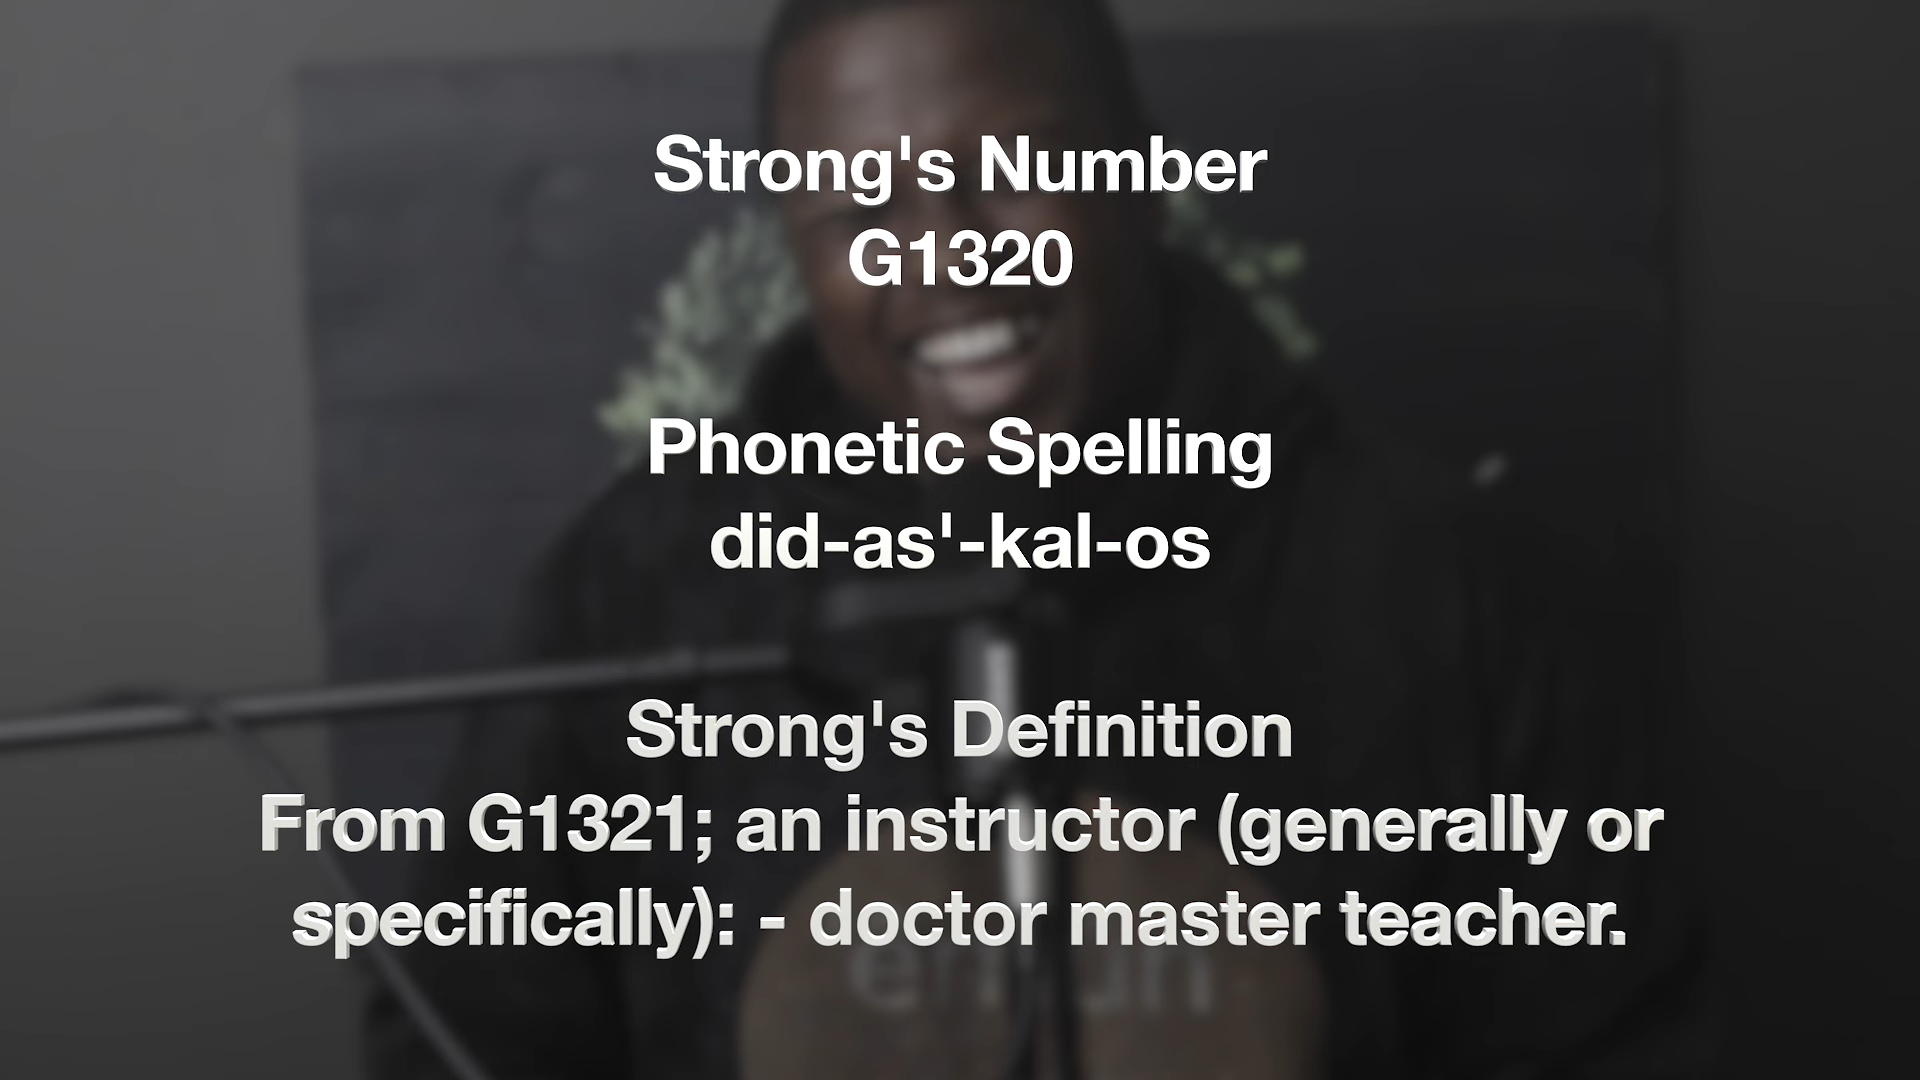 Strong's Number
G1320
Phonetic Spelling
did-as'-kal-os
Strong's Definition
From G1321; an instructor (generally or
specifically): - doctor master teacher.